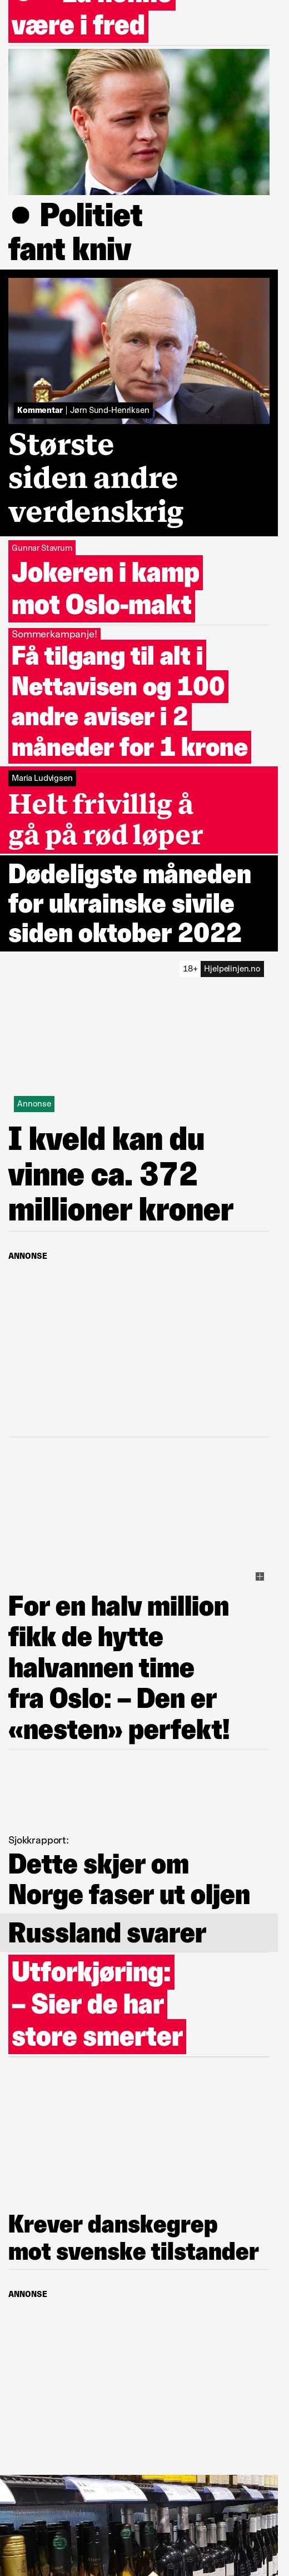 være i fred
● Politiet
fant kniv
Kommentar | Jørn Sund-Henriksen
Største
siden andre
verdenskrig
Gunnar Stavrum
Jokeren i kamp
mot Oslo-makt
Sommerkampanje!
Få tilgang til alt i
Nettavisen og 100
andre aviser i 2
måneder for 1 krone
Maria Ludvigsen
Helt frivillig å
gå på rød løper
Dødeligste måneden
for ukrainske sivile
siden oktober 2022
18+ Hjelpelinjen.no
Annonse
I kveld kan du
vinne ca. 372
millioner kroner
ANNONSE
For en halv million
fikk de hytte
halvannen time
fra Oslo: – Den er
«nesten» perfekt!
Sjokkrapport:
Dette skjer om
Norge faser ut oljen
Russland svarer
Utforkjøring:
– Sier de har
store smerter
Krever danskegrep
mot svenske tilstander
ANNONSE